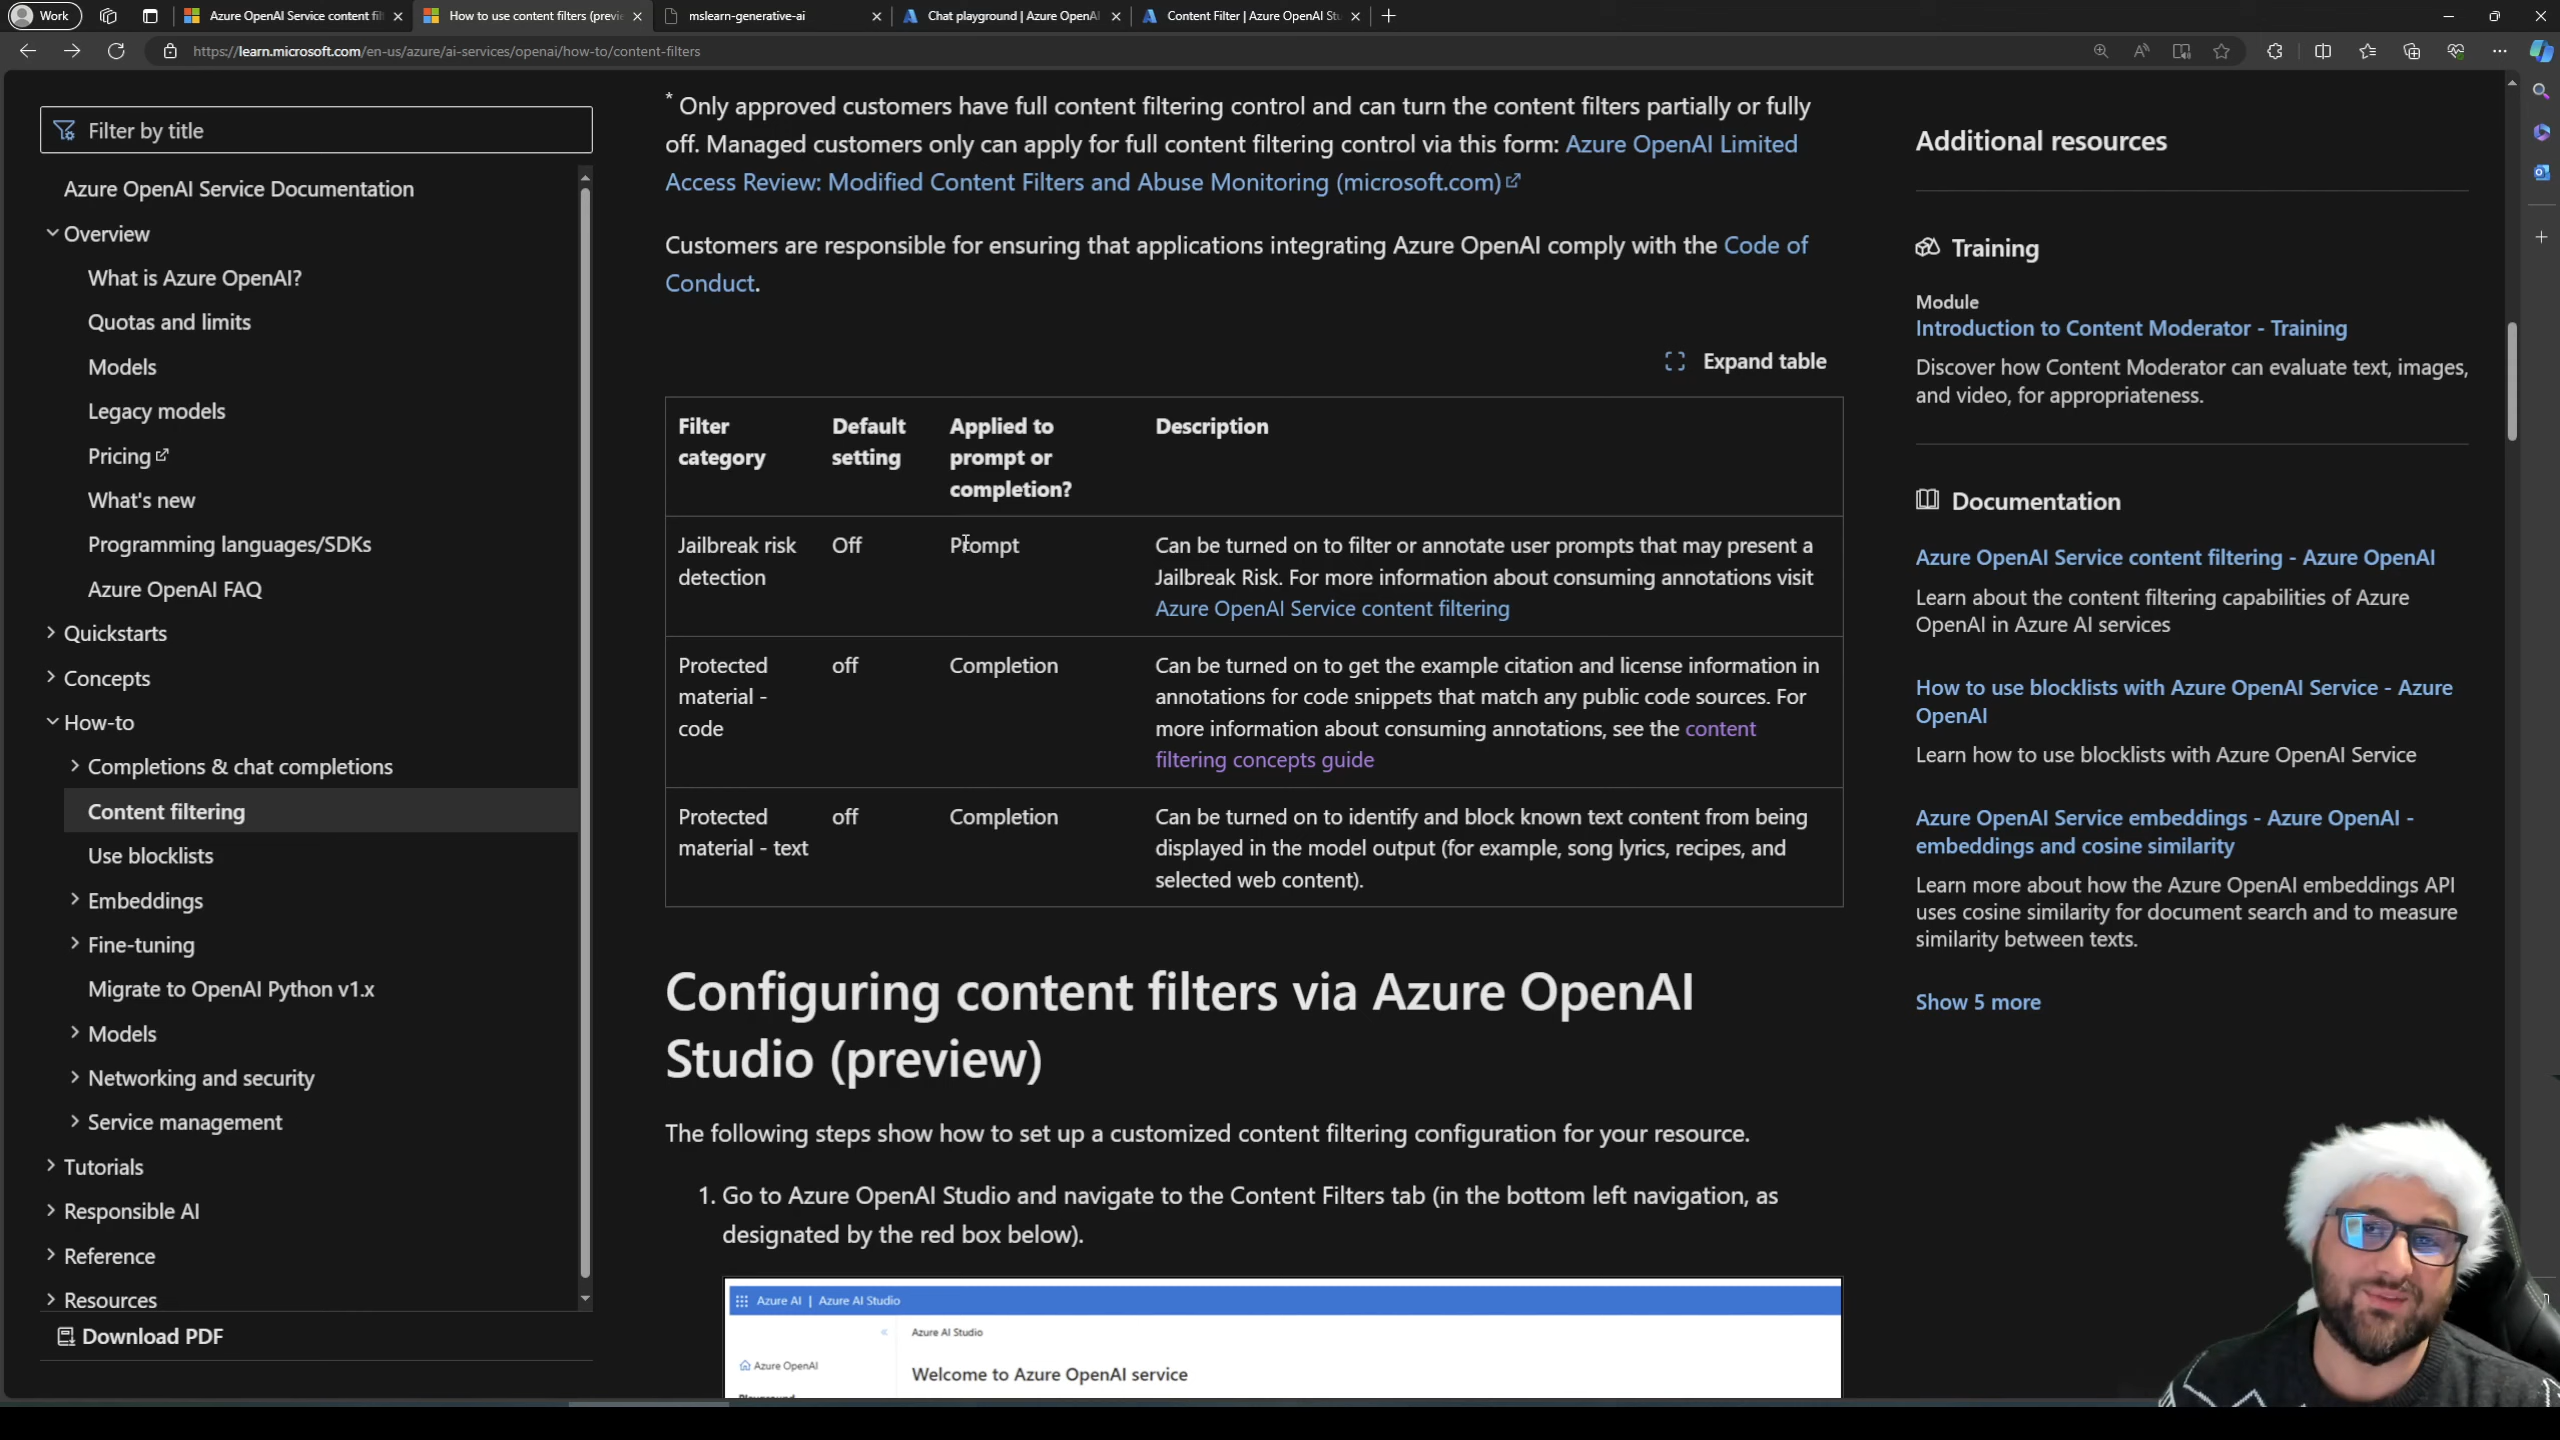 Work
Azure OpenAI Service content fil
How to use content filters (previe
mslearn-generative-ai
Chat playground | Azure OpenAI
Content Filter | Azure OpenAI Stu
https://learn.microsoft.com/en-us/azure/ai-services/openai/how-to/content-filters
Filter by title
Azure OpenAI Service Documentation
Overview
What is Azure OpenAI?
Quotas and limits
Models
Legacy models
Pricing
What's new
Programming languages/SDKs
Azure OpenAI FAQ
Quickstarts
Concepts
How-to
Completions & chat completions
Content filtering
Use blocklists
Embeddings
Fine-tuning
Migrate to OpenAI Python v1.x
Models
Networking and security
Service management
Tutorials
Responsible AI
Reference
Resources
Download PDF
* Only approved customers have full content filtering control and can turn the content filters partially or fully
off. Managed customers only can apply for full content filtering control via this form: Azure OpenAI Limited
Access Review: Modified Content Filters and Abuse Monitoring (microsoft.com)
Customers are responsible for ensuring that applications integrating Azure OpenAI comply with the Code of
Conduct.
Expand table
Filter
category
Default
setting
Applied to
prompt or
completion?
Description
Jailbreak risk
detection
Off
Prompt
Can be turned on to filter or annotate user prompts that may present a
Jailbreak Risk. For more information about consuming annotations visit
Azure OpenAI Service content filtering
Protected
material -
code
off
Completion
Can be turned on to get the example citation and license information in
annotations for code snippets that match any public code sources. For
more information about consuming annotations, see the content
filtering concepts guide
Protected
material - text
off
Completion
Can be turned on to identify and block known text content from being
displayed in the model output (for example, song lyrics, recipes, and
selected web content).
Configuring content filters via Azure OpenAI
Studio (preview)
The following steps show how to set up a customized content filtering configuration for your resource.
1. Go to Azure OpenAI Studio and navigate to the Content Filters tab (in the bottom left navigation, as
designated by the red box below).
Azure AI | Azure AI Studio
Azure AI Studio
Azure OpenAI
Welcome to Azure OpenAI service
Additional resources
Training
Module
Introduction to Content Moderator - Training
Discover how Content Moderator can evaluate text, images,
and video, for appropriateness.
Documentation
Azure OpenAI Service content filtering - Azure OpenAI
Learn about the content filtering capabilities of Azure
OpenAI in Azure AI services
How to use blocklists with Azure OpenAI Service - Azure
OpenAI
Learn how to use blocklists with Azure OpenAI Service
Azure OpenAI Service embeddings - Azure OpenAI -
embeddings and cosine similarity
Learn more about how the Azure OpenAI embeddings API
uses cosine similarity for document search and to measure
similarity between texts.
Show 5 more